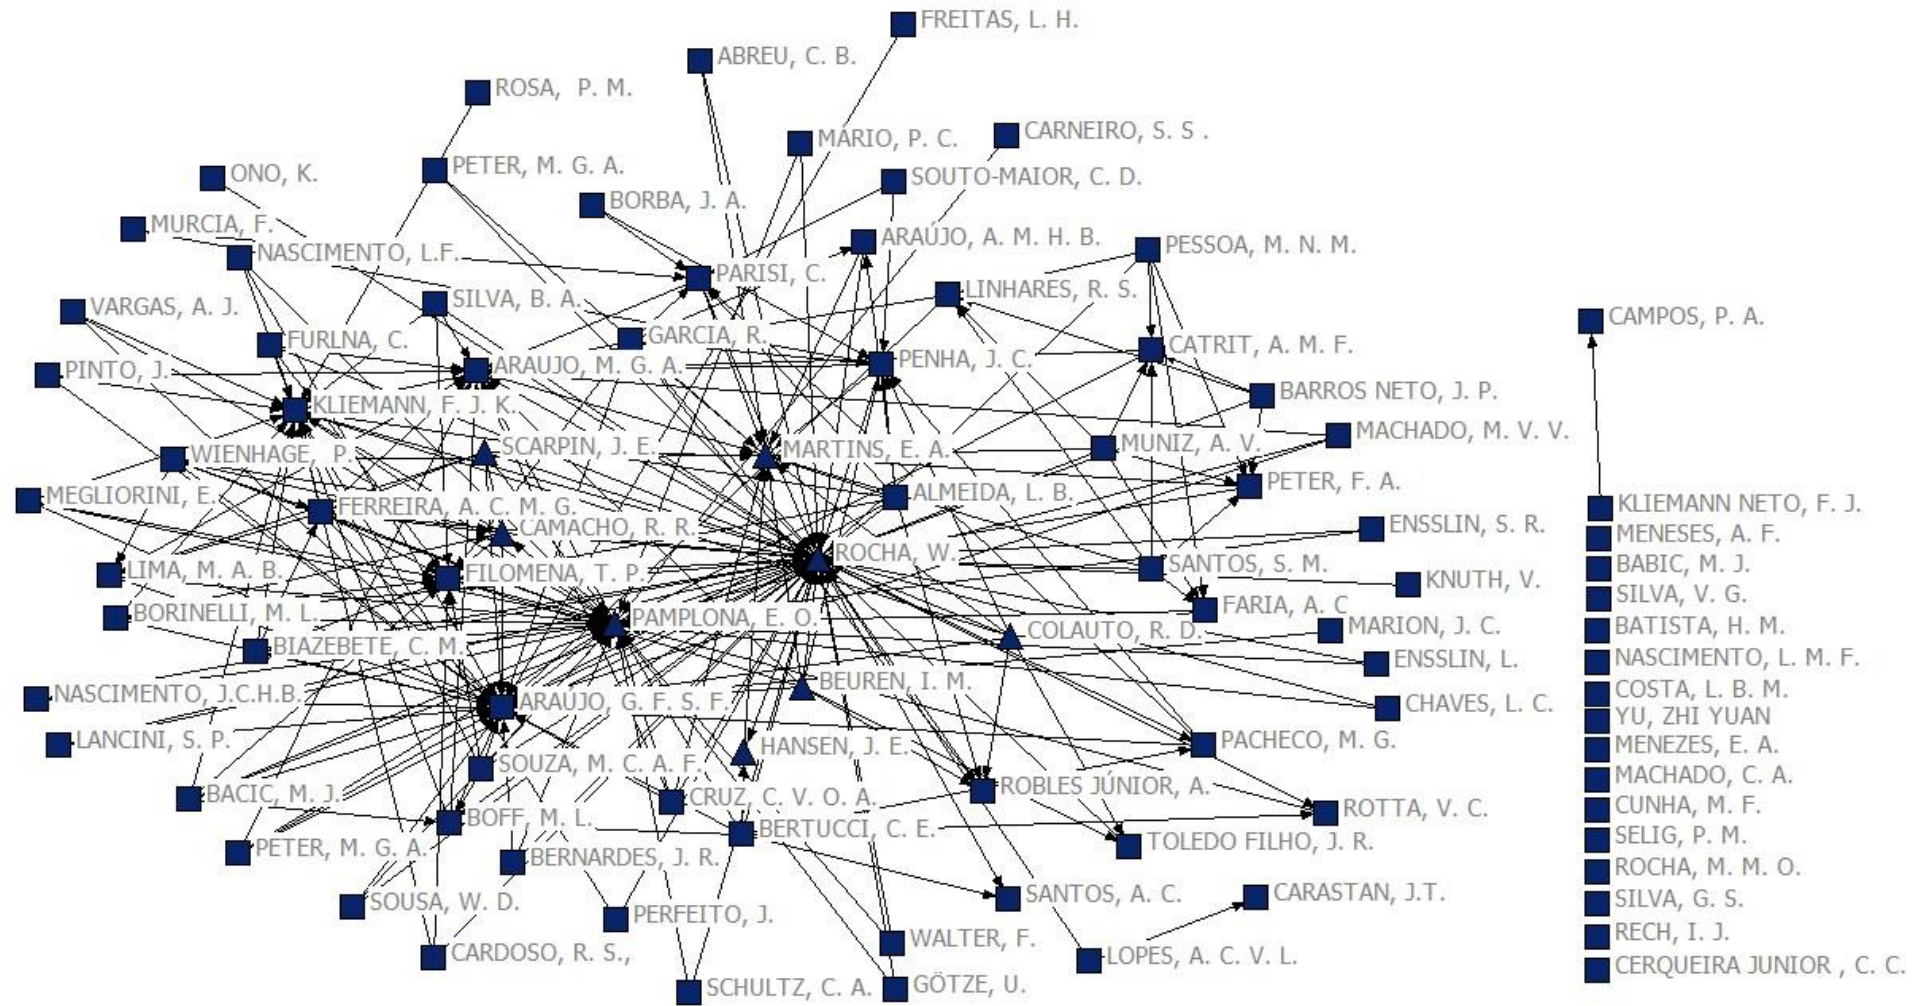 FREITAS, L. H.
ABREU, C. B.
ROSA, P. M.
MÁRIO, P. C.
CARNEIRO, S. S .
PETER, M. G. A.
ONO, K.
SOUTO-MAIOR, C. D.
BORBA, J. A.
MURCIA, F.
NASCIMENTO, L.F.
ARAÚJO, A. M. H. B.
PESSOA, M. N. M.
PARISI, C.
LINHARES, R. S.
SILVA, B. A.
VARGAS, A. J.
CAMPOS, P. A.
FURLNA, C.
GARCIA, R.
CATRIT, A. M. F.
PENHA, J. C.
PINTO, J.
ARAUJO, M. G. A.
BARROS NETO, J. P.
KLIEMANN, F. J. K.
MACHADO, M. V. V.
SCARPIN, J. E.
MARTINS, E. A.
MUNIZ, A. V.
WIENHAGE, P.
PETER, F. A.
MEGLIORINI, E.
ALMEIDA, L. B.
FERREIRA, A. C. M. G.
KLIEMANN NETO, F. J.
CAMACHO, R. R.
ENSSLIN, S. R.
MENESES, A. F.
ROCHA, W.
BABIC, M. J.
SANTOS, S. M.
LIMA, M. A. B.
FILOMENA, T. P.
KNUTH, V.
SILVA, V. G.
FARIA, A. C
BORINELLI, M. L.
PAMPLONA, E. O.
COLAUTO, R. D.
MARION, J. C.
BATISTA, H. M.
BIAZEBETE, C. M.
ENSSLIN, L.
NASCIMENTO, L. M. F.
BEUREN, I. M.
COSTA, L. B. M.
NASCIMENTO, J.C.H.B.
ARAÚJO, G. F. S. F.
CHAVES, L. C.
YU, ZHI YUAN
LANCINI, S. P.
HANSEN, J. E.
PACHECO, M. G.
MENEZES, E. A.
SOUZA, M. C. A. F.
MACHADO, C. A.
BACIC, M. J.
CRUZ, C. V. O. A.
ROBLES JÚNIOR, A.
ROTTA, V. C.
CUNHA, M. F.
BOFF, M. L.
BERTUCCI, C. E.
SELIG, P. M.
PETER, M. G. A.
BERNARDES, J. R.
TOLEDO FILHO, J. R.
ROCHA, M. M. O.
SOUSA, W. D.
PERFEITO, J.
SANTOS, A. C.
CARASTAN, J.T.
SILVA, G. S.
CARDOSO, R. S.,
WALTER, F.
LOPES, A. C. V. L.
RECH, I. J.
SCHULTZ, C. A.
GÖTZE, U.
CERQUEIRA JUNIOR , C. C.